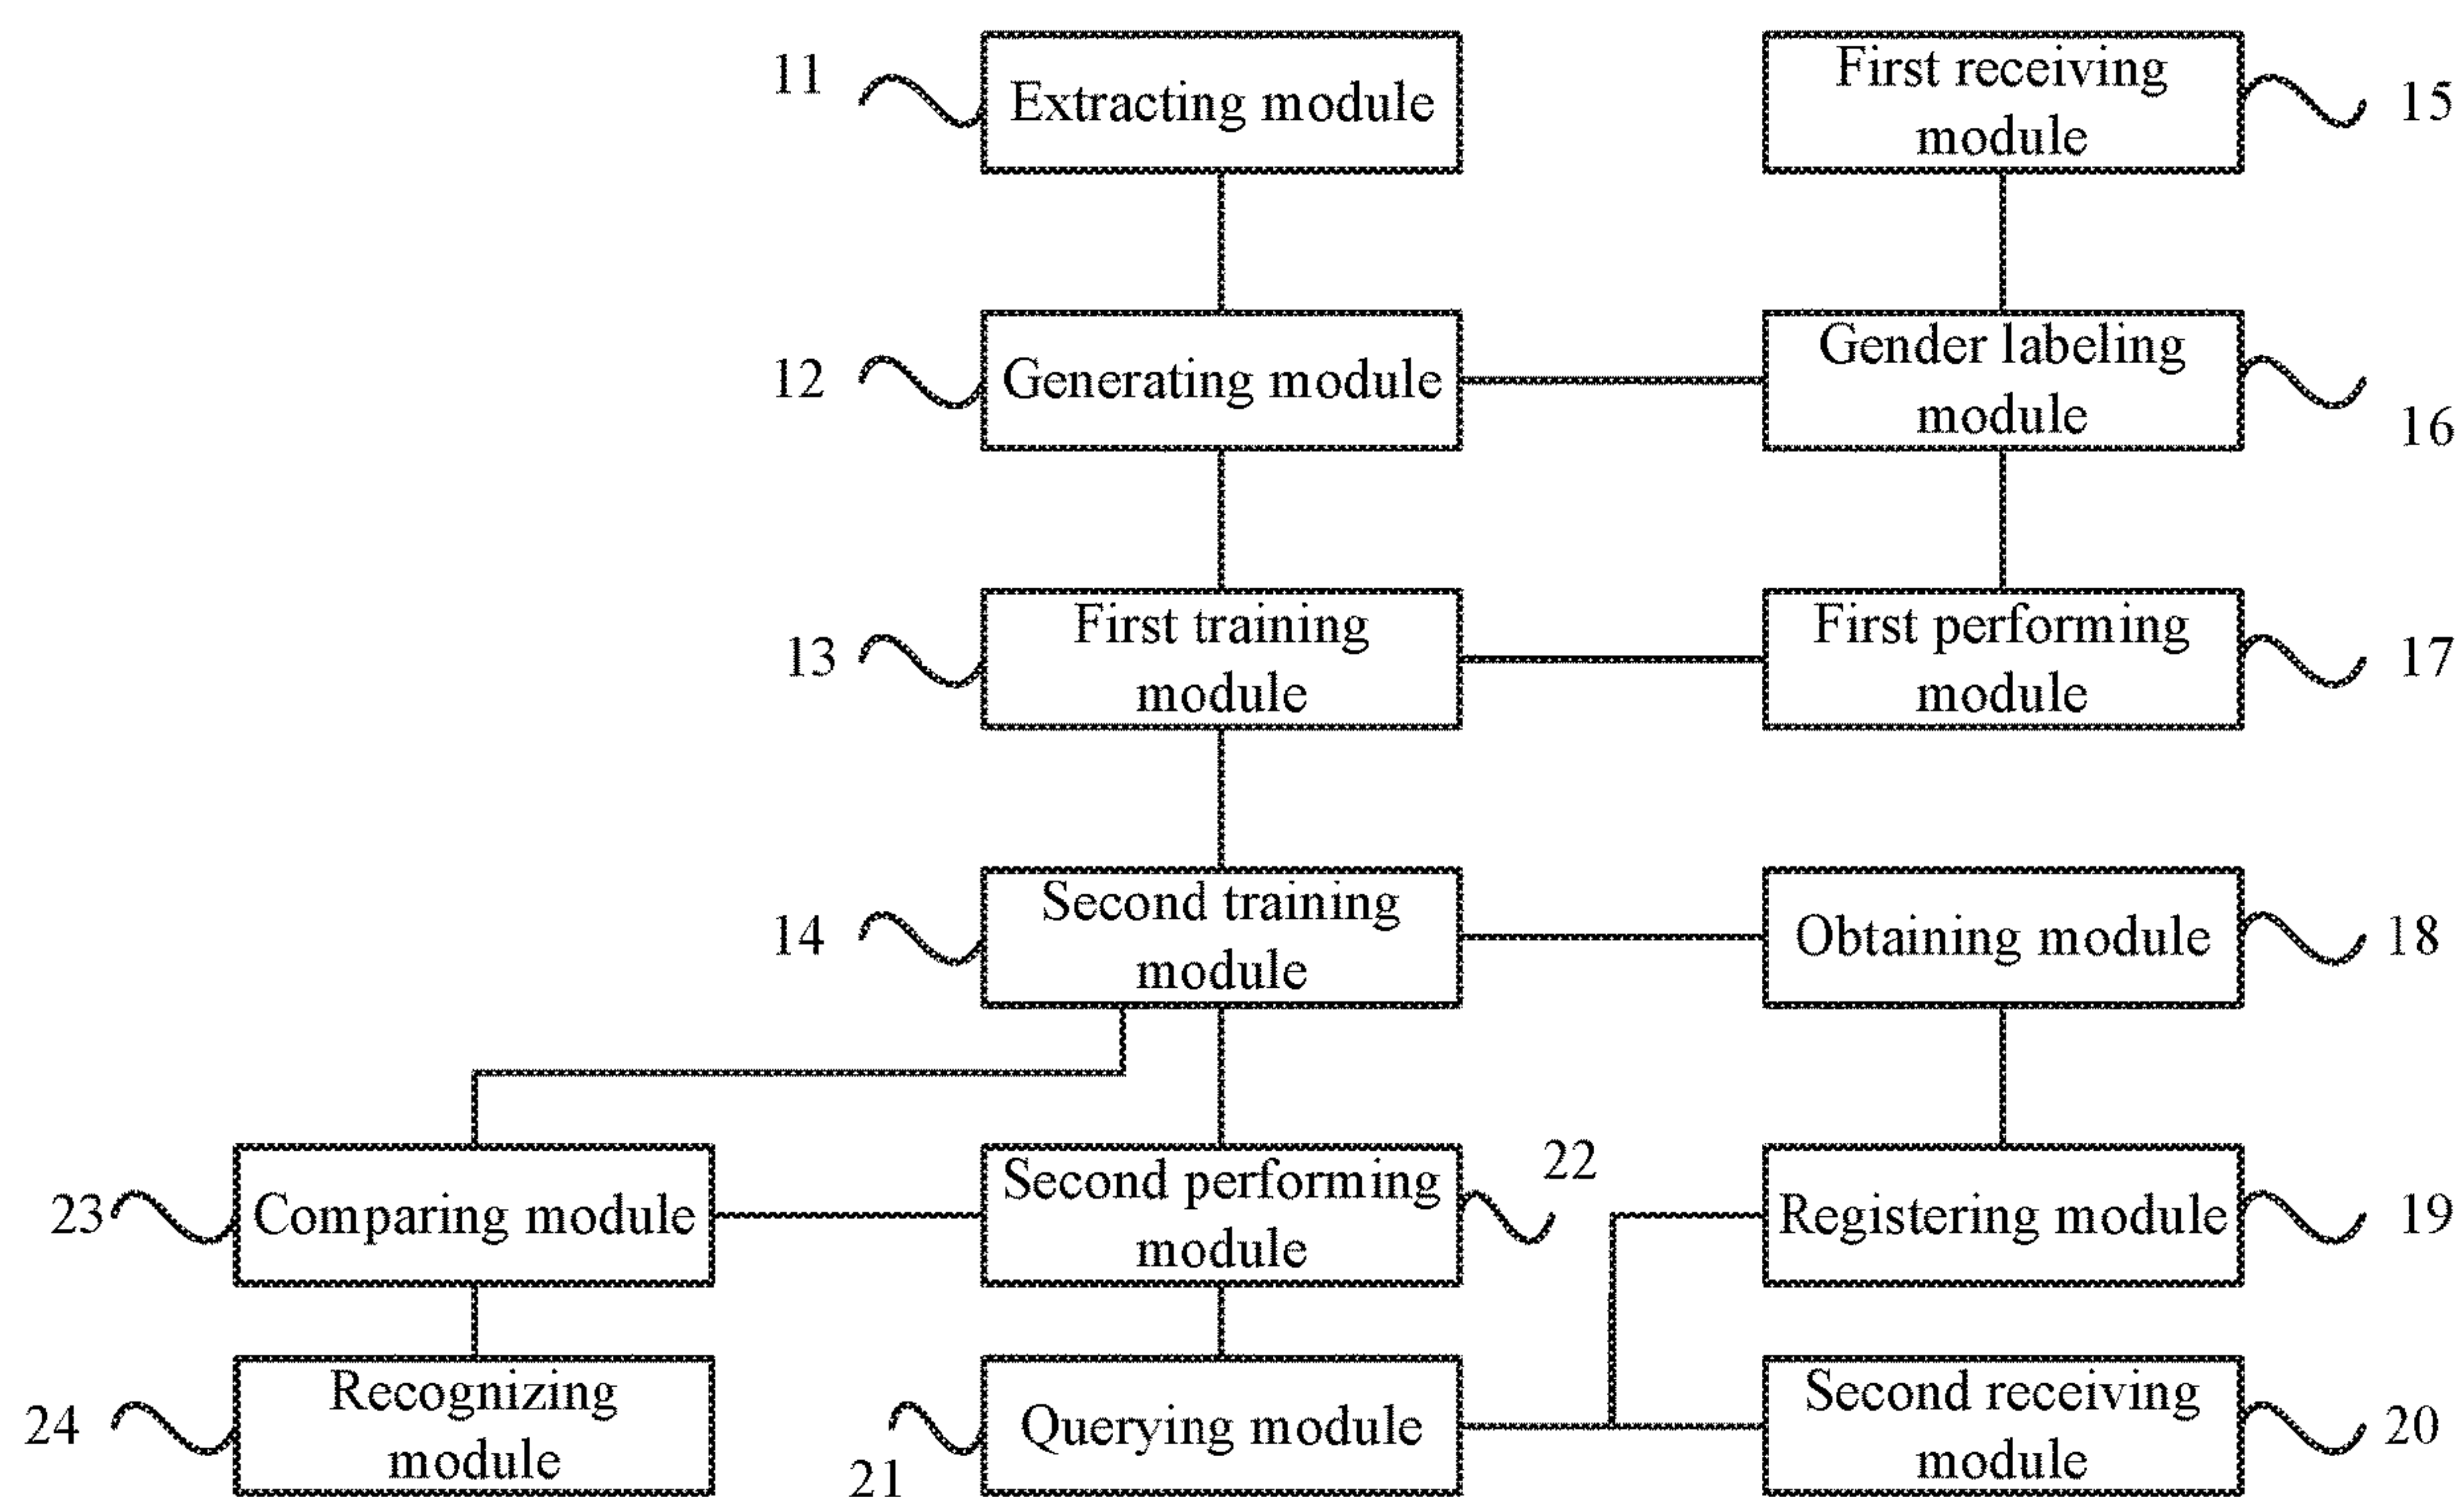 11
Extracting module
First receiving
module
15
12
Generating module
Gender labeling
module
16
13
First training
module
First performing
module
17
14
Second training
module
Obtaining module
18
23
Comparing module
Second performing
module
22
Registering module
19
24
Recognizing
module
21
Querying module
Second receiving
module
20